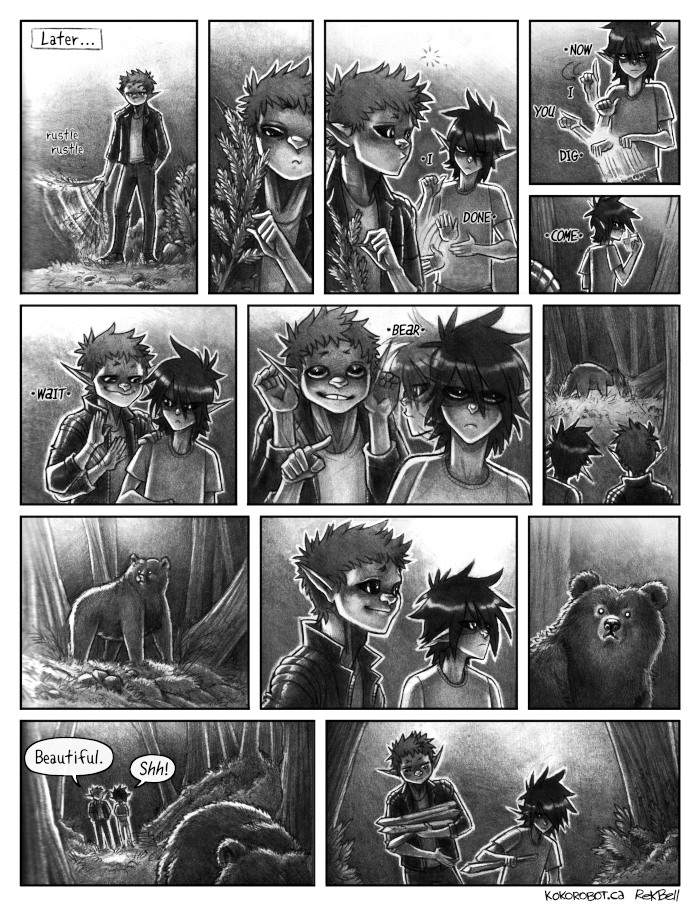 Later...
rustle
rustle
•I
DONE•
•NOW
I
YOU
DIG•
•COME•
•WAIT•
•BEAR•
Beautiful.
Shh!
KOKOROBOT.ca RekBell